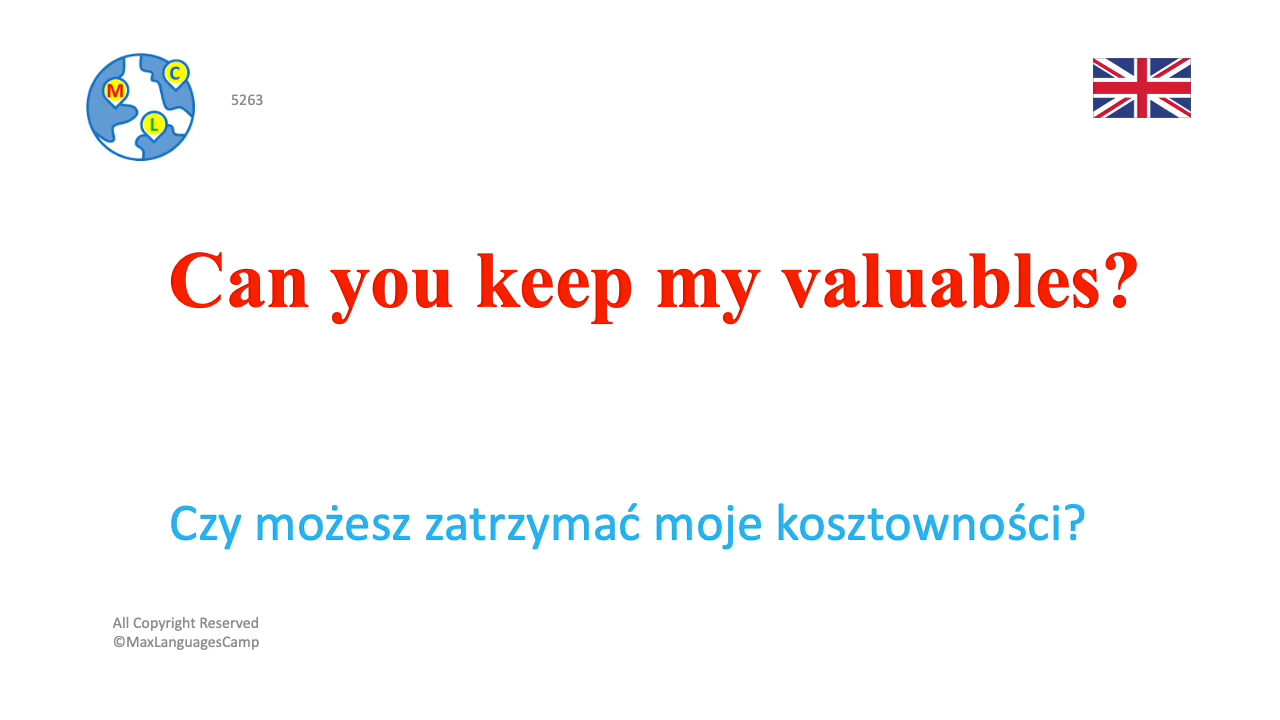 M
C
L
5263
Can you keep my valuables?
Czy możesz zatrzymać moje kosztowności?
All Copyright Reserved
©MaxLanguagesCamp